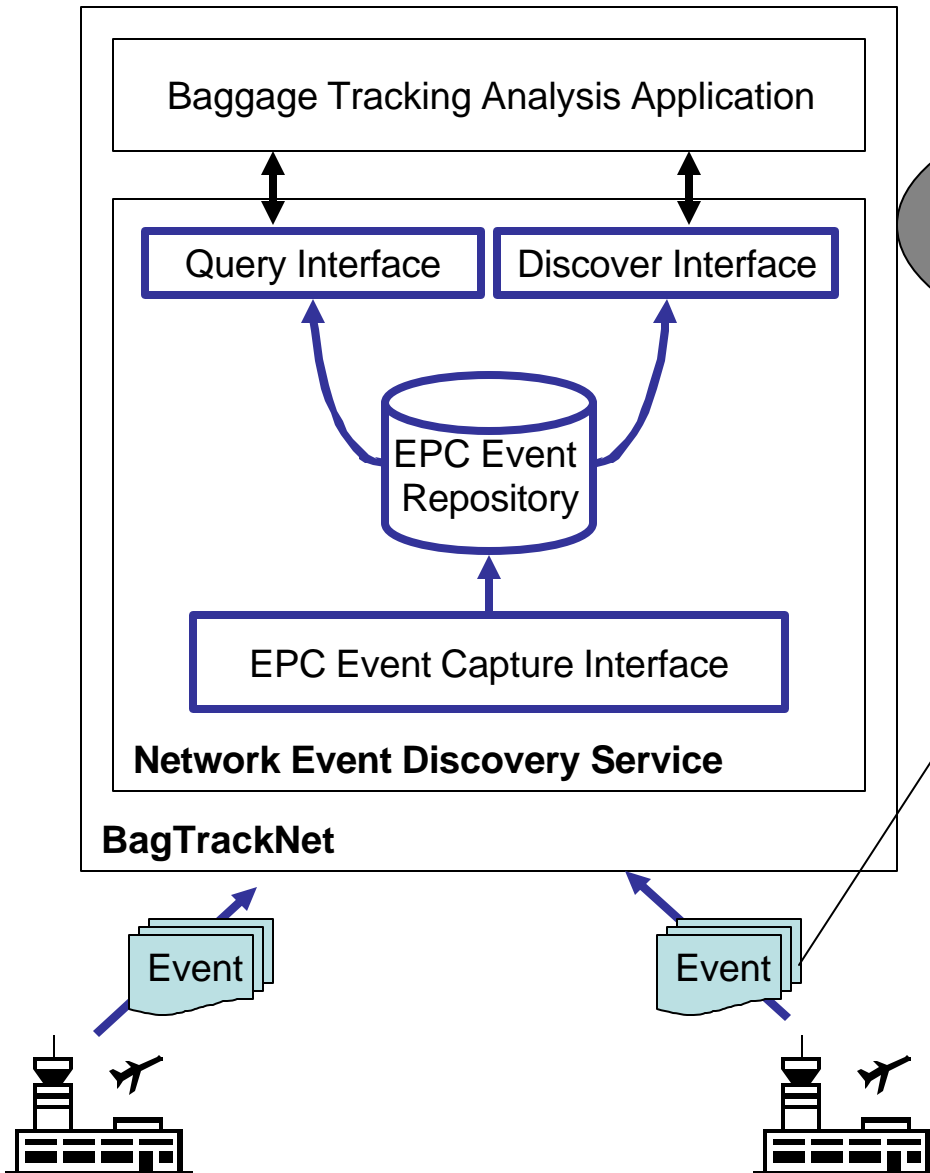 Baggage Tracking Analysis Application
Query Interface
Discover Interface
EPC Event
Repository
EPC Event Capture Interface
Network Event Discovery Service
BagTrackNet
Event
Event